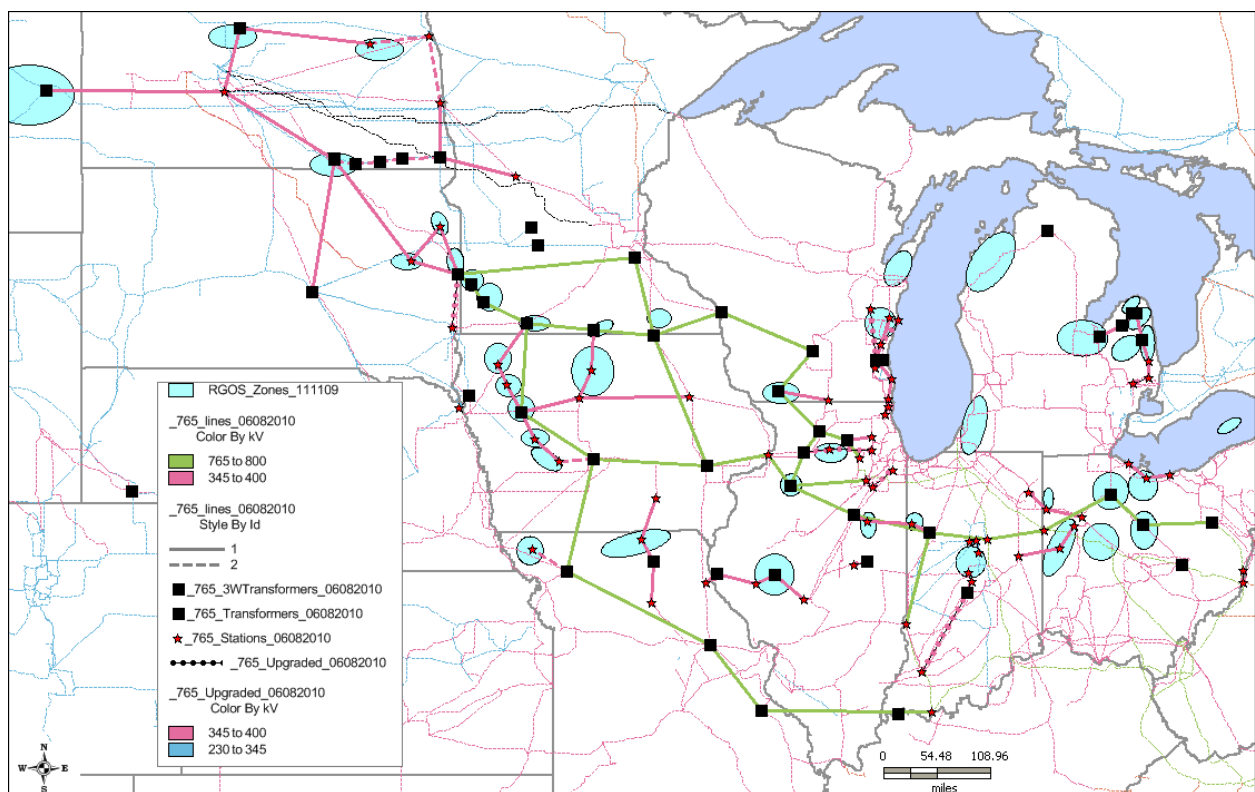 RGOS_Zones_111109
_765_lines_06082010
Color By kV
765 to 800
345 to 400
_765_lines_06082010
Style By Id
1
2
_765_3WTransformers_06082010
_765_Transformers_06082010
_765_Stations_06082010
_765_Upgraded_06082010
_765_Upgraded_06082010
Color By kV
345 to 400
230 to 345
N
W E
S
0 54.48 108.96
miles